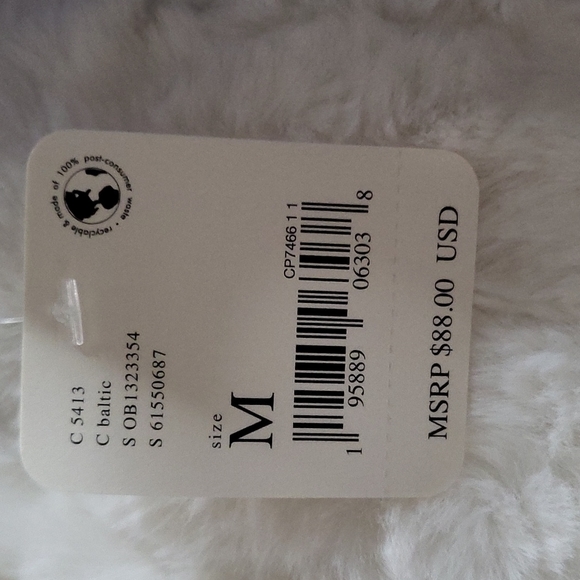 recyclable & made of 100% post-consumer waste •
C 5413
C baltic
S OB1323354
S 61550687
size
M
CP7466 1 1
1 95889 06303 8
MSRP $88.00 USD